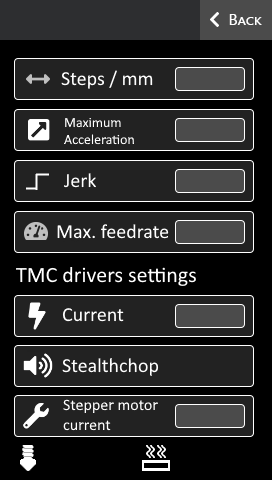 Back
Steps / mm
Maximum
Acceleration
Jerk
Max. feedrate
TMC drivers settings
Current
Stealthchop
Stepper motor
current